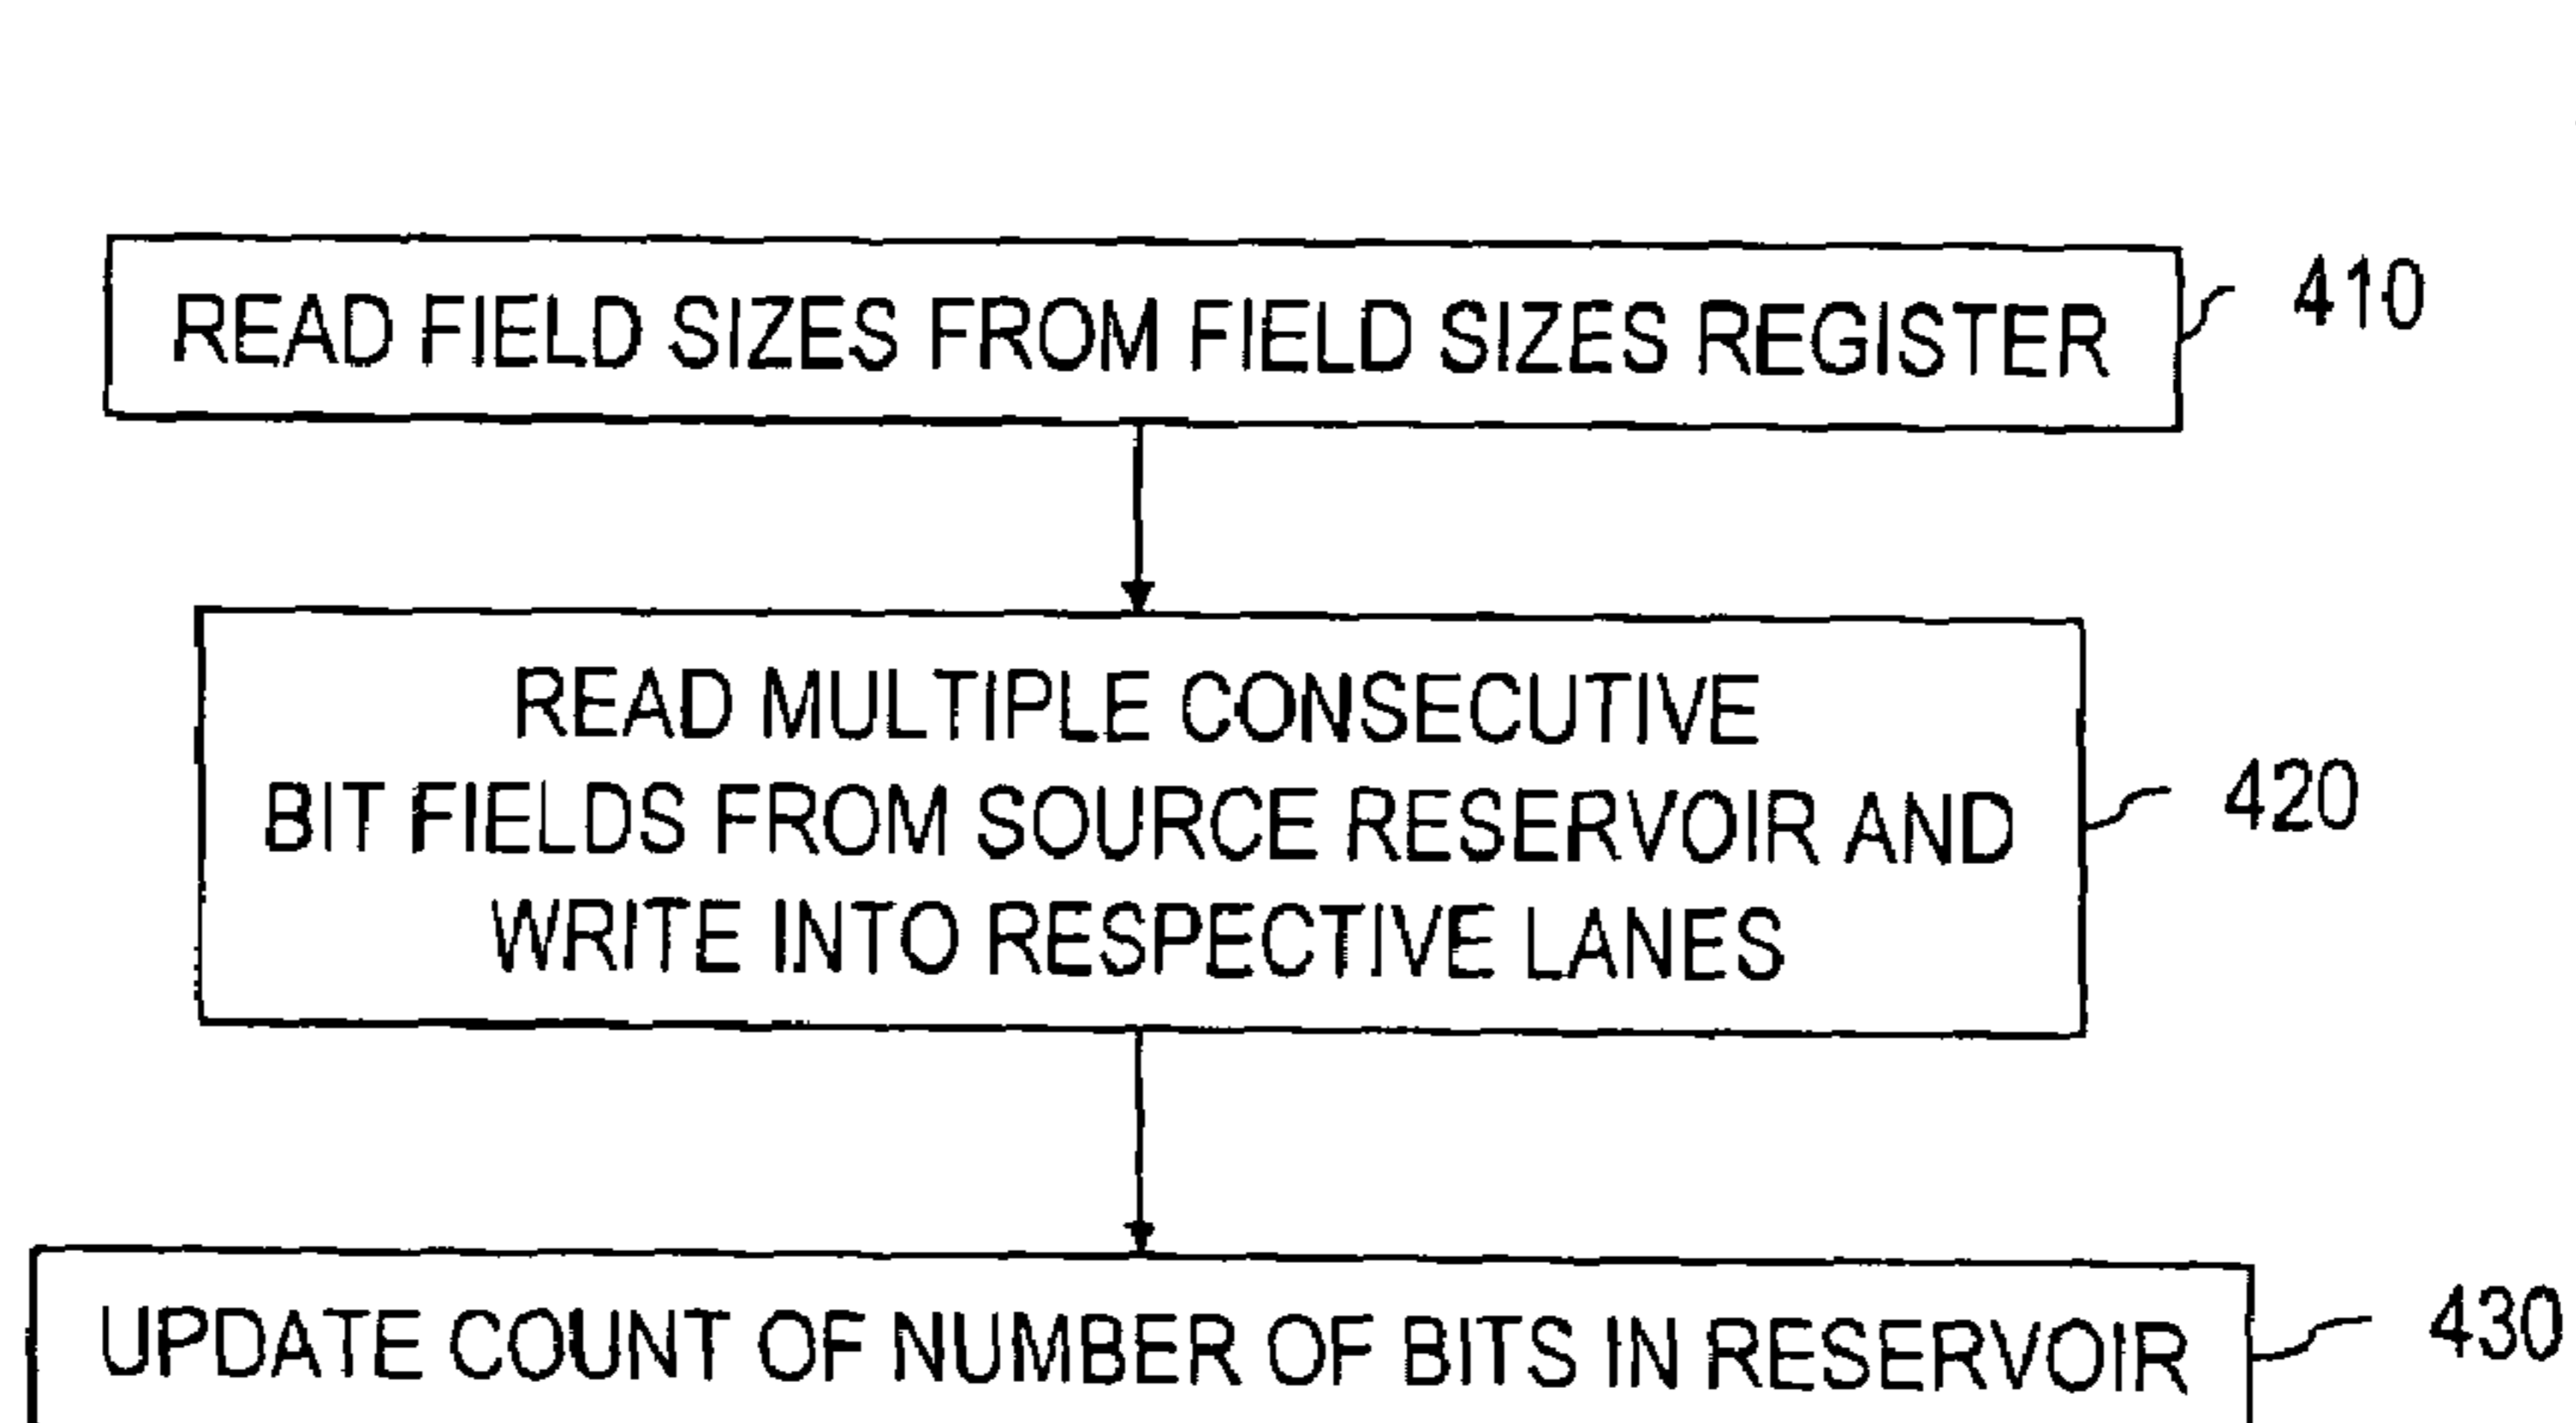 READ FIELD SIZES FROM FIELD SIZES REGISTER
410
READ MULTIPLE CONSECUTIVE
BIT FIELDS FROM SOURCE RESERVOIR AND
WRITE INTO RESPECTIVE LANES
420
UPDATE COUNT OF NUMBER OF BITS IN RESERVOIR
430